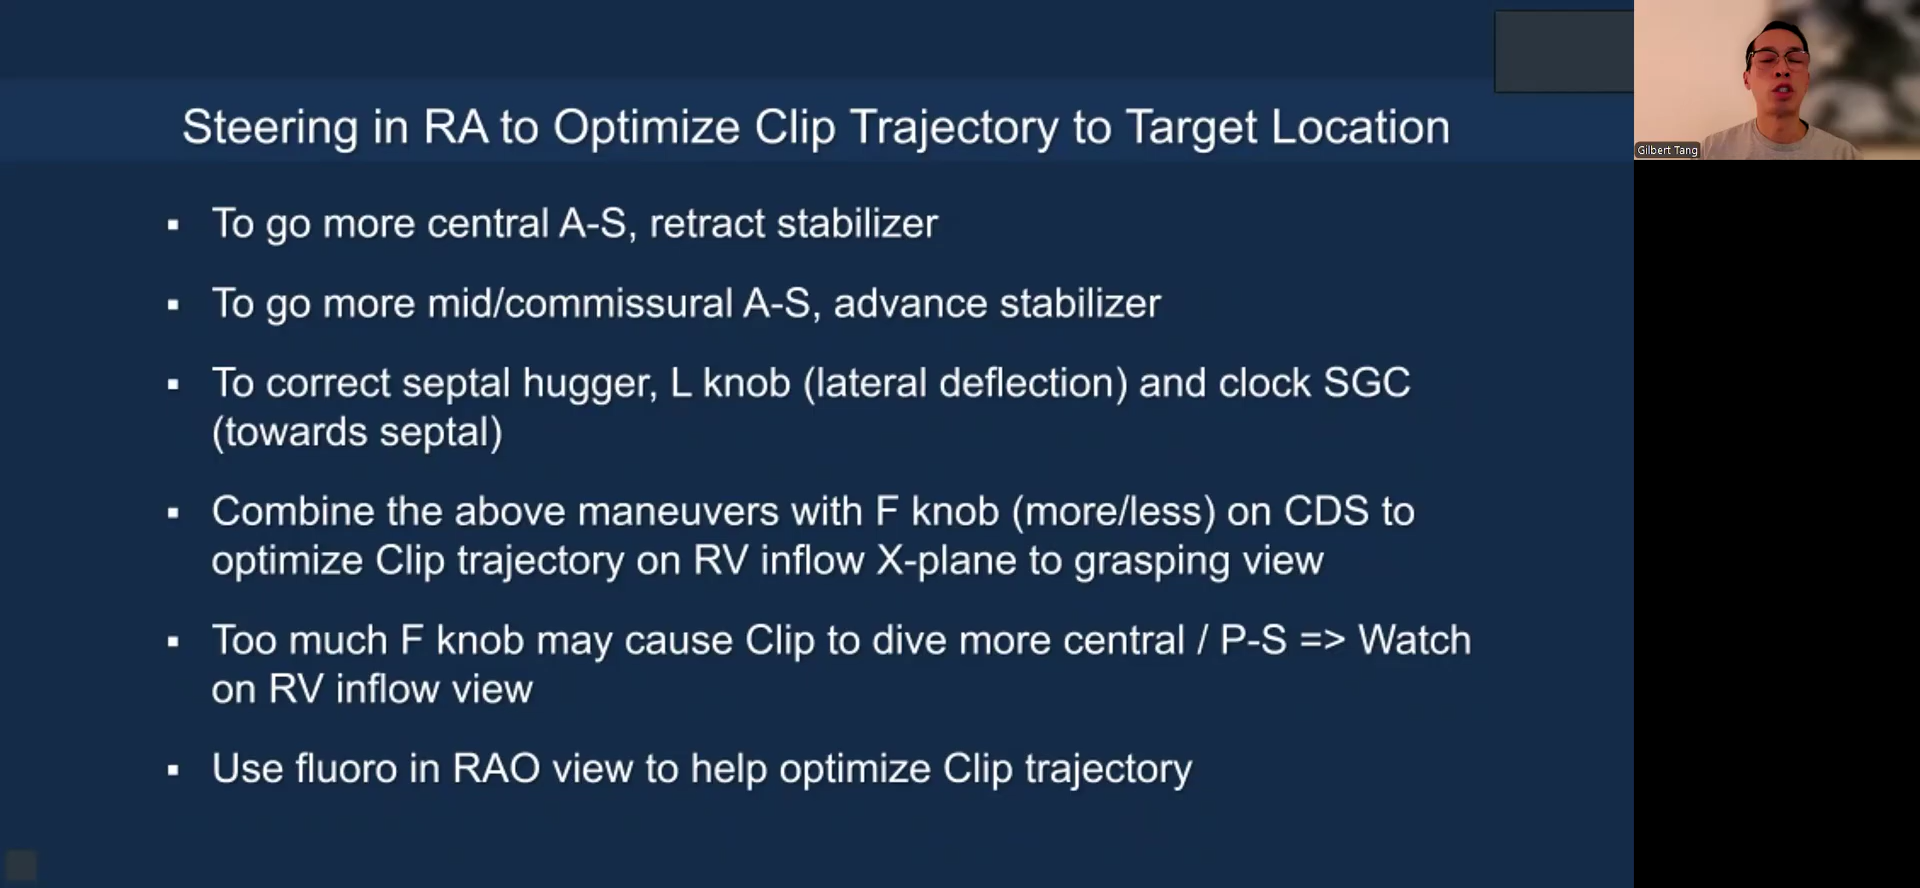 Steering in RA to Optimize Clip Trajectory to Target Location
▪ To go more central A-S, retract stabilizer
▪ To go more mid/commissural A-S, advance stabilizer
▪ To correct septal hugger, L knob (lateral deflection) and clock SGC
(towards septal)
▪ Combine the above maneuvers with F knob (more/less) on CDS to
optimize Clip trajectory on RV inflow X-plane to grasping view
▪ Too much F knob may cause Clip to dive more central / P-S => Watch
on RV inflow view
▪ Use fluoro in RAO view to help optimize Clip trajectory
Gilbert Tang